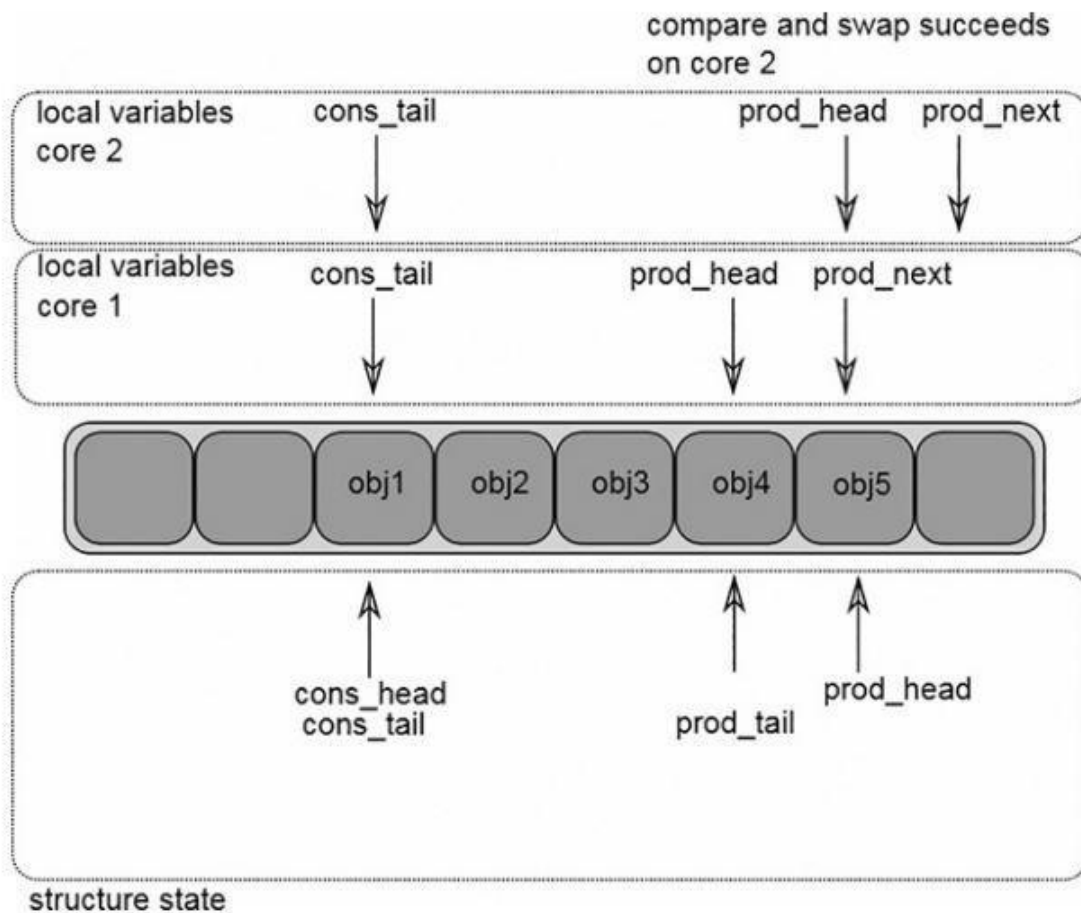 compare and swap succeeds
on core 2
local variables
core 2
cons_tail
prod_head
prod_next
local variables
core 1
cons_tail
prod_head
prod_next
obj1
obj2
obj3
obj4
obj5
cons_head
cons_tail
prod_tail
prod_head
structure state